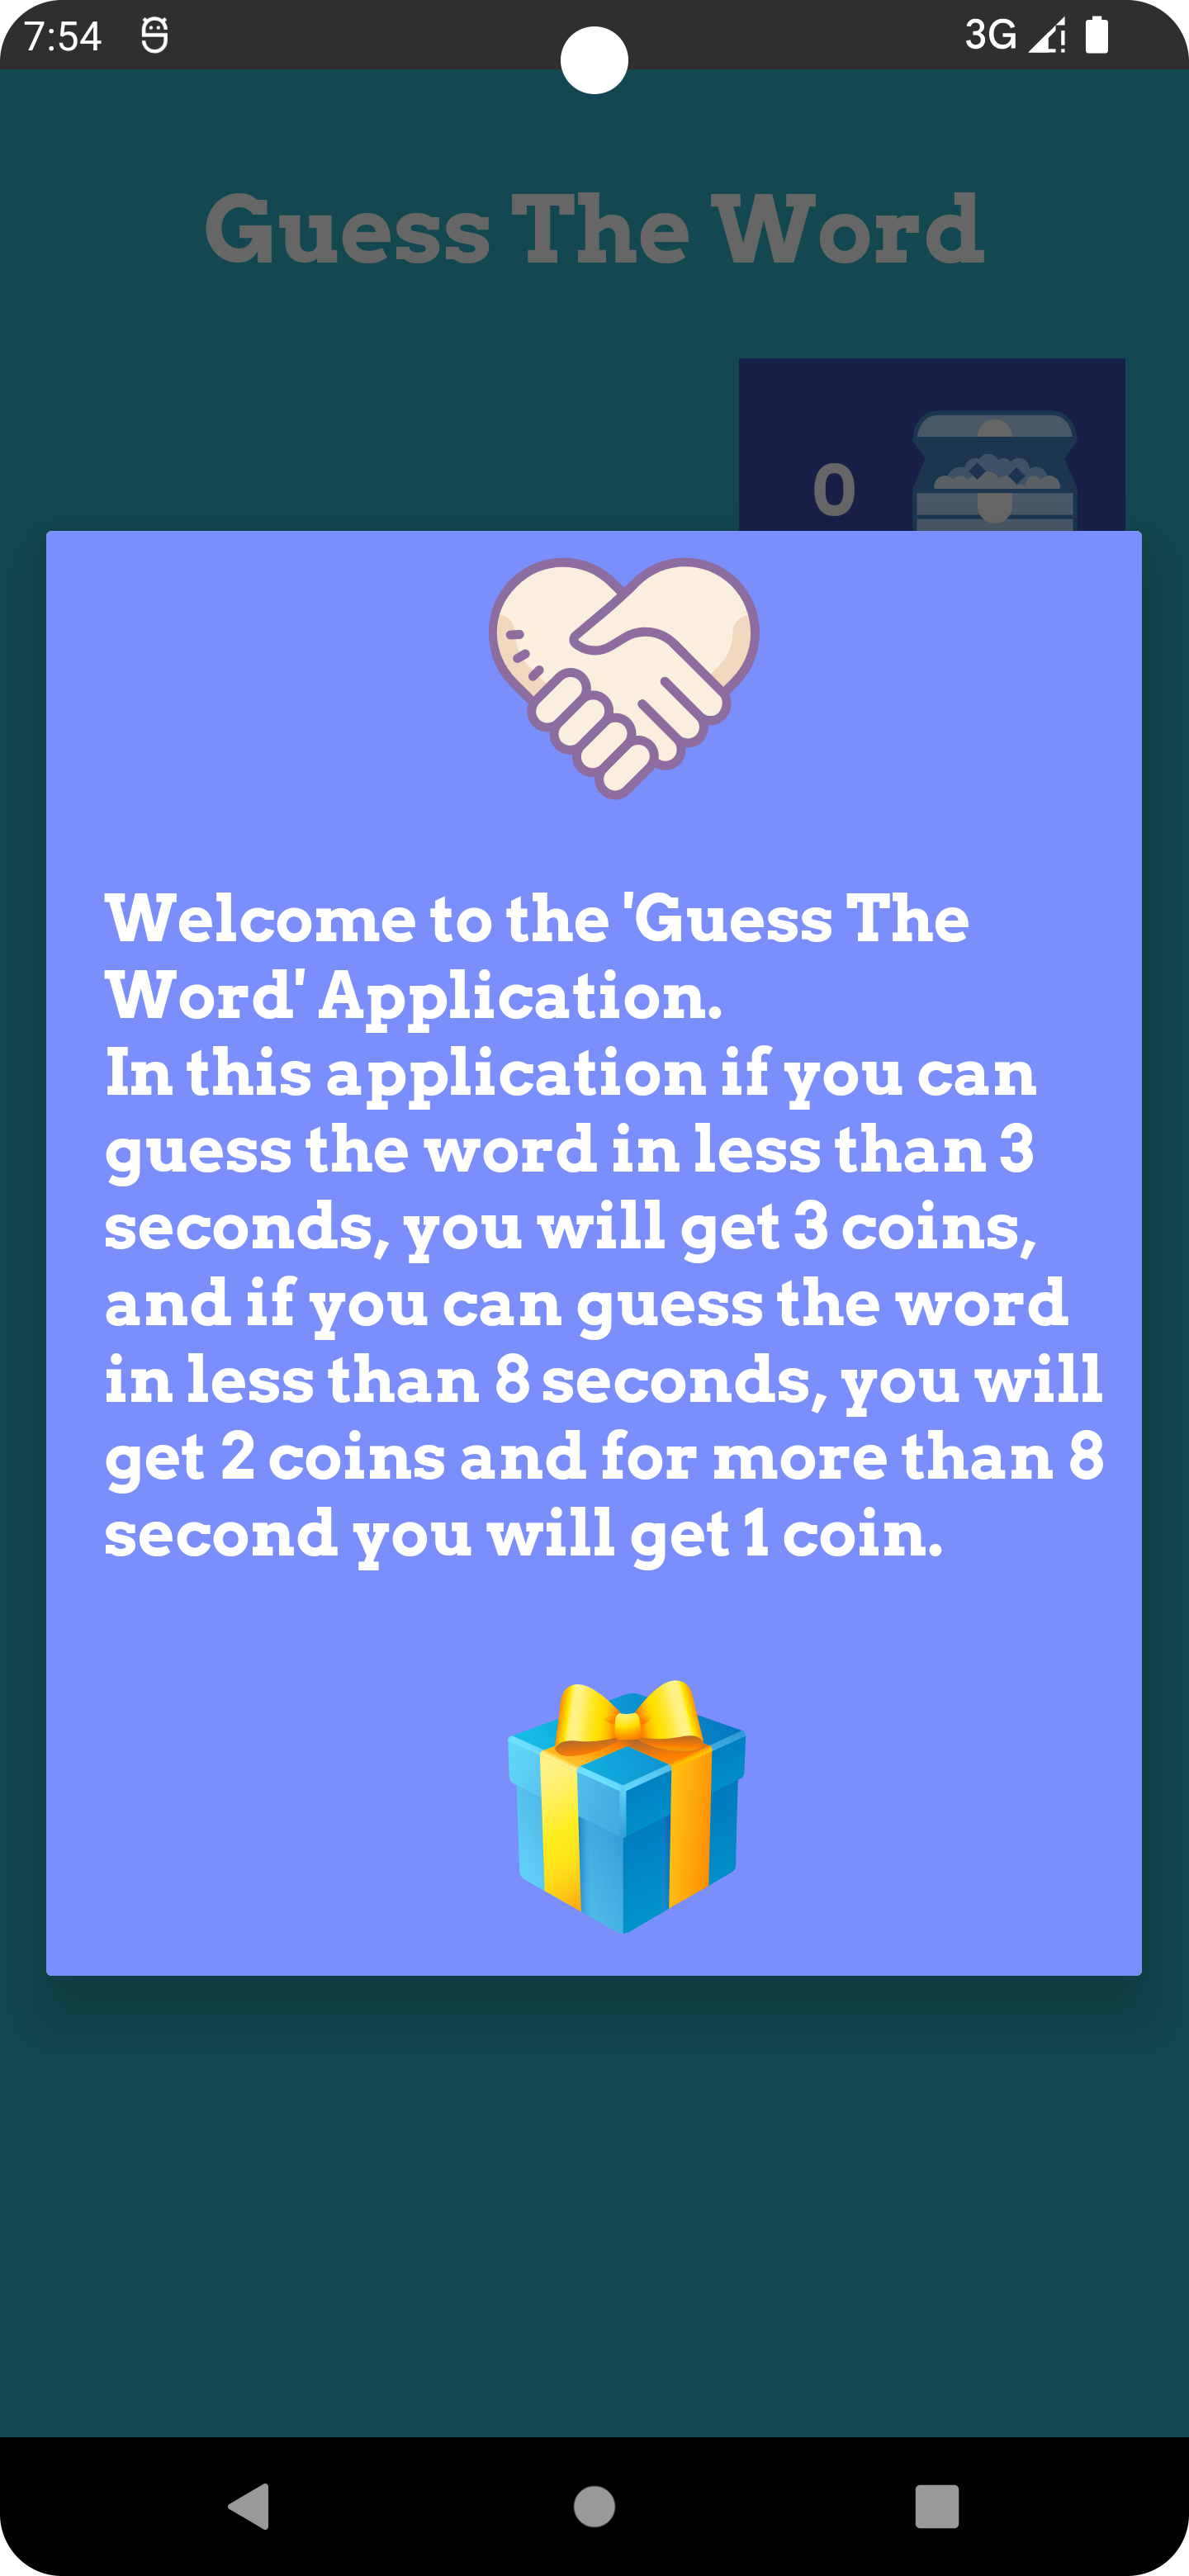 7:54
3G
Guess The Word
0
Welcome to the 'Guess The
Word' Application.
In this application if you can
guess the word in less than 3
seconds, you will get 3 coins,
and if you can guess the word
in less than 8 seconds, you will
get 2 coins and for more than 8
second you will get 1 coin.